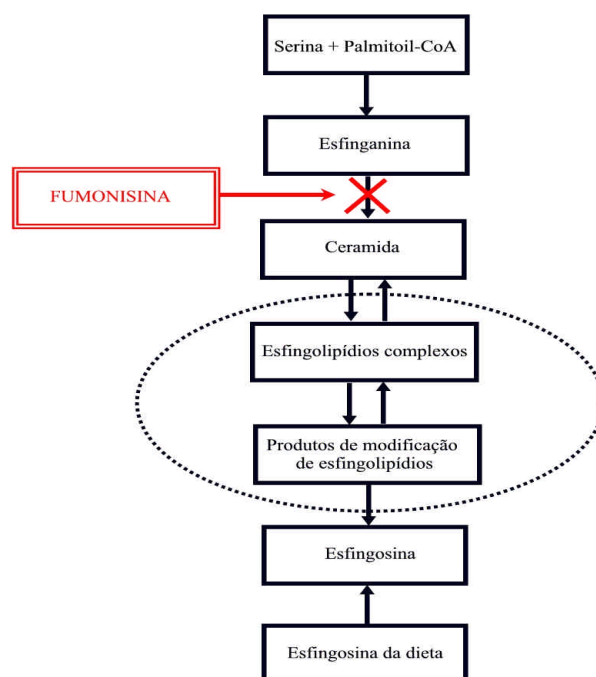 Serina + Palmitoil-CoA
Esfinganina
FUMONISINA
Ceramida
Esfingolipídios complexos
Produtos de modificação
de esfingolipídios
Esfingosina
Esfingosina da dieta